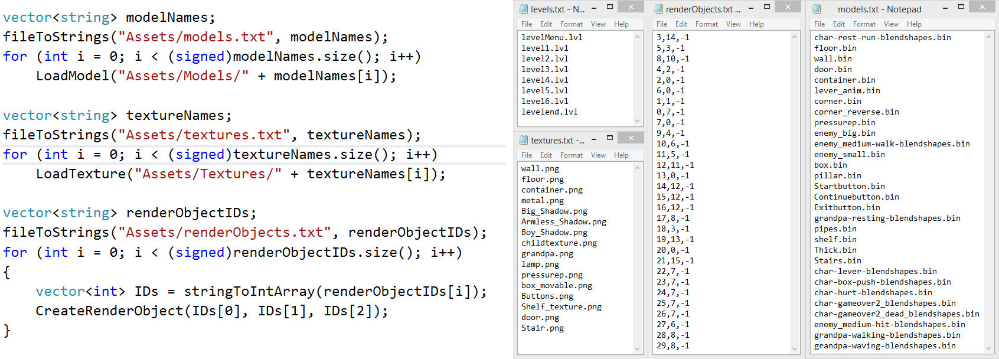 vector<string> modelNames;
fileToStrings("Assets/models.txt", modelNames);
for (int i = 0; i < (signed)modelNames.size(); i++)
    LoadModel("Assets/Models/" + modelNames[i]);

vector<string> textureNames;
fileToStrings("Assets/textures.txt", textureNames);
for (int i = 0; i < (signed)textureNames.size(); i++)
    LoadTexture("Assets/Textures/" + textureNames[i]);

vector<string> renderObjectIDs;
fileToStrings("Assets/renderObjects.txt", renderObjectIDs);
for (int i = 0; i < (signed)renderObjectIDs.size(); i++)
{
    vector<int> IDs = stringToIntArray(renderObjectIDs[i]);
    CreateRenderObject(IDs[0], IDs[1], IDs[2]);
}
levels.txt - N...
File Edit Format View Help
levelMenu.lvl
level1.lvl
level2.lvl
level3.lvl
level4.lvl
level5.lvl
level6.lvl
levelend.lvl
textures.txt -...
File Edit Format View Help
wall.png
floor.png
container.png
metal.png
Big_Shadow.png
Armless_Shadow.png
Boy_Shadow.png
childtexture.png
grandpa.png
lamp.png
pressurep.png
box_movable.png
Buttons.png
Shelf_texture.png
door.png
Stair.png
renderObjects.txt ...
File Edit Format View Help
3,14,-1
5,3,-1
8,10,-1
4,2,-1
2,0,-1
6,0,-1
1,1,-1
0,7,-1
7,0,-1
9,4,-1
10,6,-1
11,5,-1
12,11,-1
13,0,-1
14,12,-1
15,12,-1
16,12,-1
17,8,-1
18,3,-1
19,13,-1
20,0,-1
21,15,-1
22,7,-1
23,7,-1
24,7,-1
25,7,-1
26,7,-1
27,6,-1
28,8,-1
29,8,-1
models.txt - Notepad
File Edit Format View Help
char-rest-run-blendshapes.bin
floor.bin
wall.bin
door.bin
container.bin
lever_anim.bin
corner.bin
corner_reverse.bin
pressurep.bin
enemy_big.bin
enemy_medium-walk-blendshapes.bin
enemy_small.bin
box.bin
pillar.bin
Startbutton.bin
Continuebutton.bin
Exitbutton.bin
grandpa-resting-blendshapes.bin
pipes.bin
shelf.bin
Thick.bin
Stairs.bin
char-lever-blendshapes.bin
char-box-push-blendshapes.bin
char-hurt-blendshapes.bin
char-gameover2_blendshapes.bin
char-gameover2_dead_blendshapes.bin
enemy_medium-hit-blendshapes.bin
grandpa-walking-blendshapes.bin
grandpa-waving-blendshapes.bin